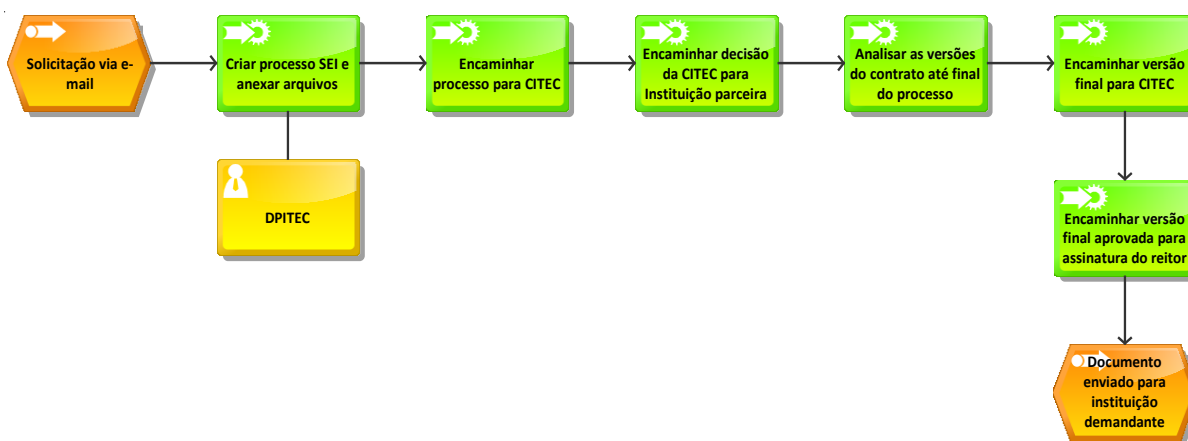 Solicitação via e-
mail
Criar processo SEI e
anexar arquivos
Encaminhar
processo para CITEC
Encaminhar decisão
da CITEC para
Instituição parceira
Analisar as versões
do contrato até final
do processo
Encaminhar versão
final para CITEC
DPITEC
Encaminhar versão
final aprovada para
assinatura do reitor
Documento
enviado para
instituição
demandante